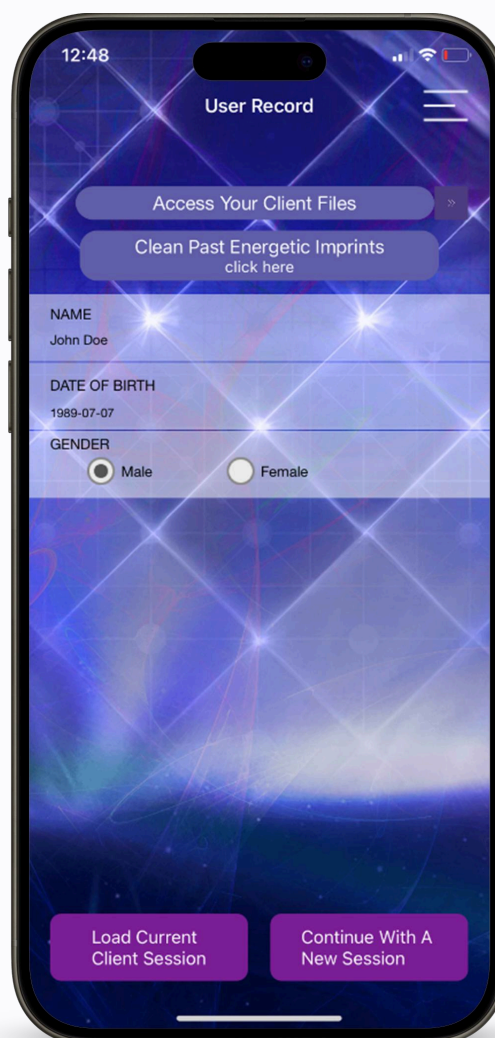 12:48
User Record
Access Your Client Files
»
Clean Past Energetic Imprints
click here
NAME
John Doe
DATE OF BIRTH
1989-07-07
GENDER
Male
Female
Load Current
Client Session
Continue With A
New Session